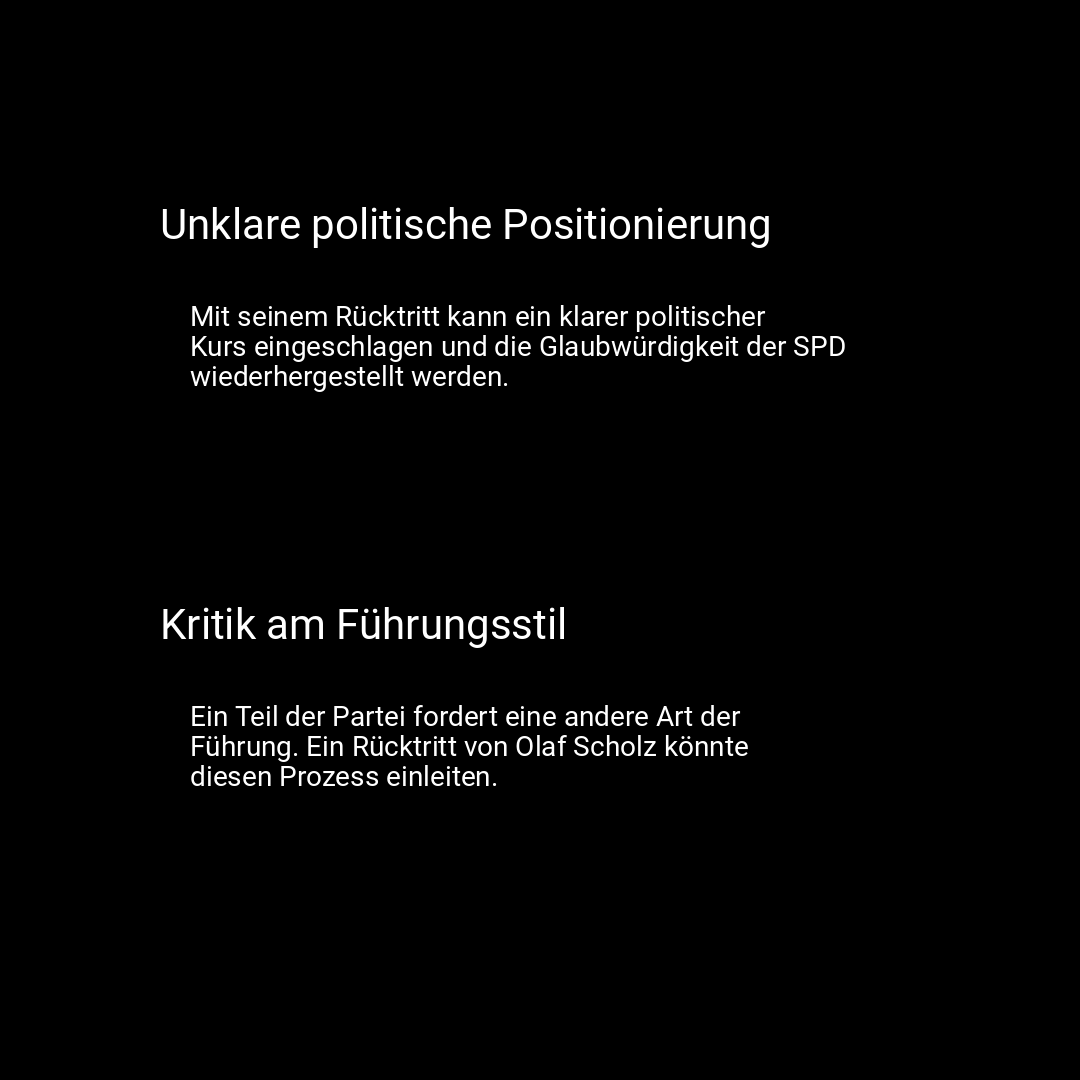 Unklare politische Positionierung
Mit seinem Rücktritt kann ein klarer politischer
Kurs eingeschlagen und die Glaubwürdigkeit der SPD
wiederhergestellt werden.
Kritik am Führungsstil
Ein Teil der Partei fordert eine andere Art der
Führung. Ein Rücktritt von Olaf Scholz könnte
diesen Prozess einleiten.